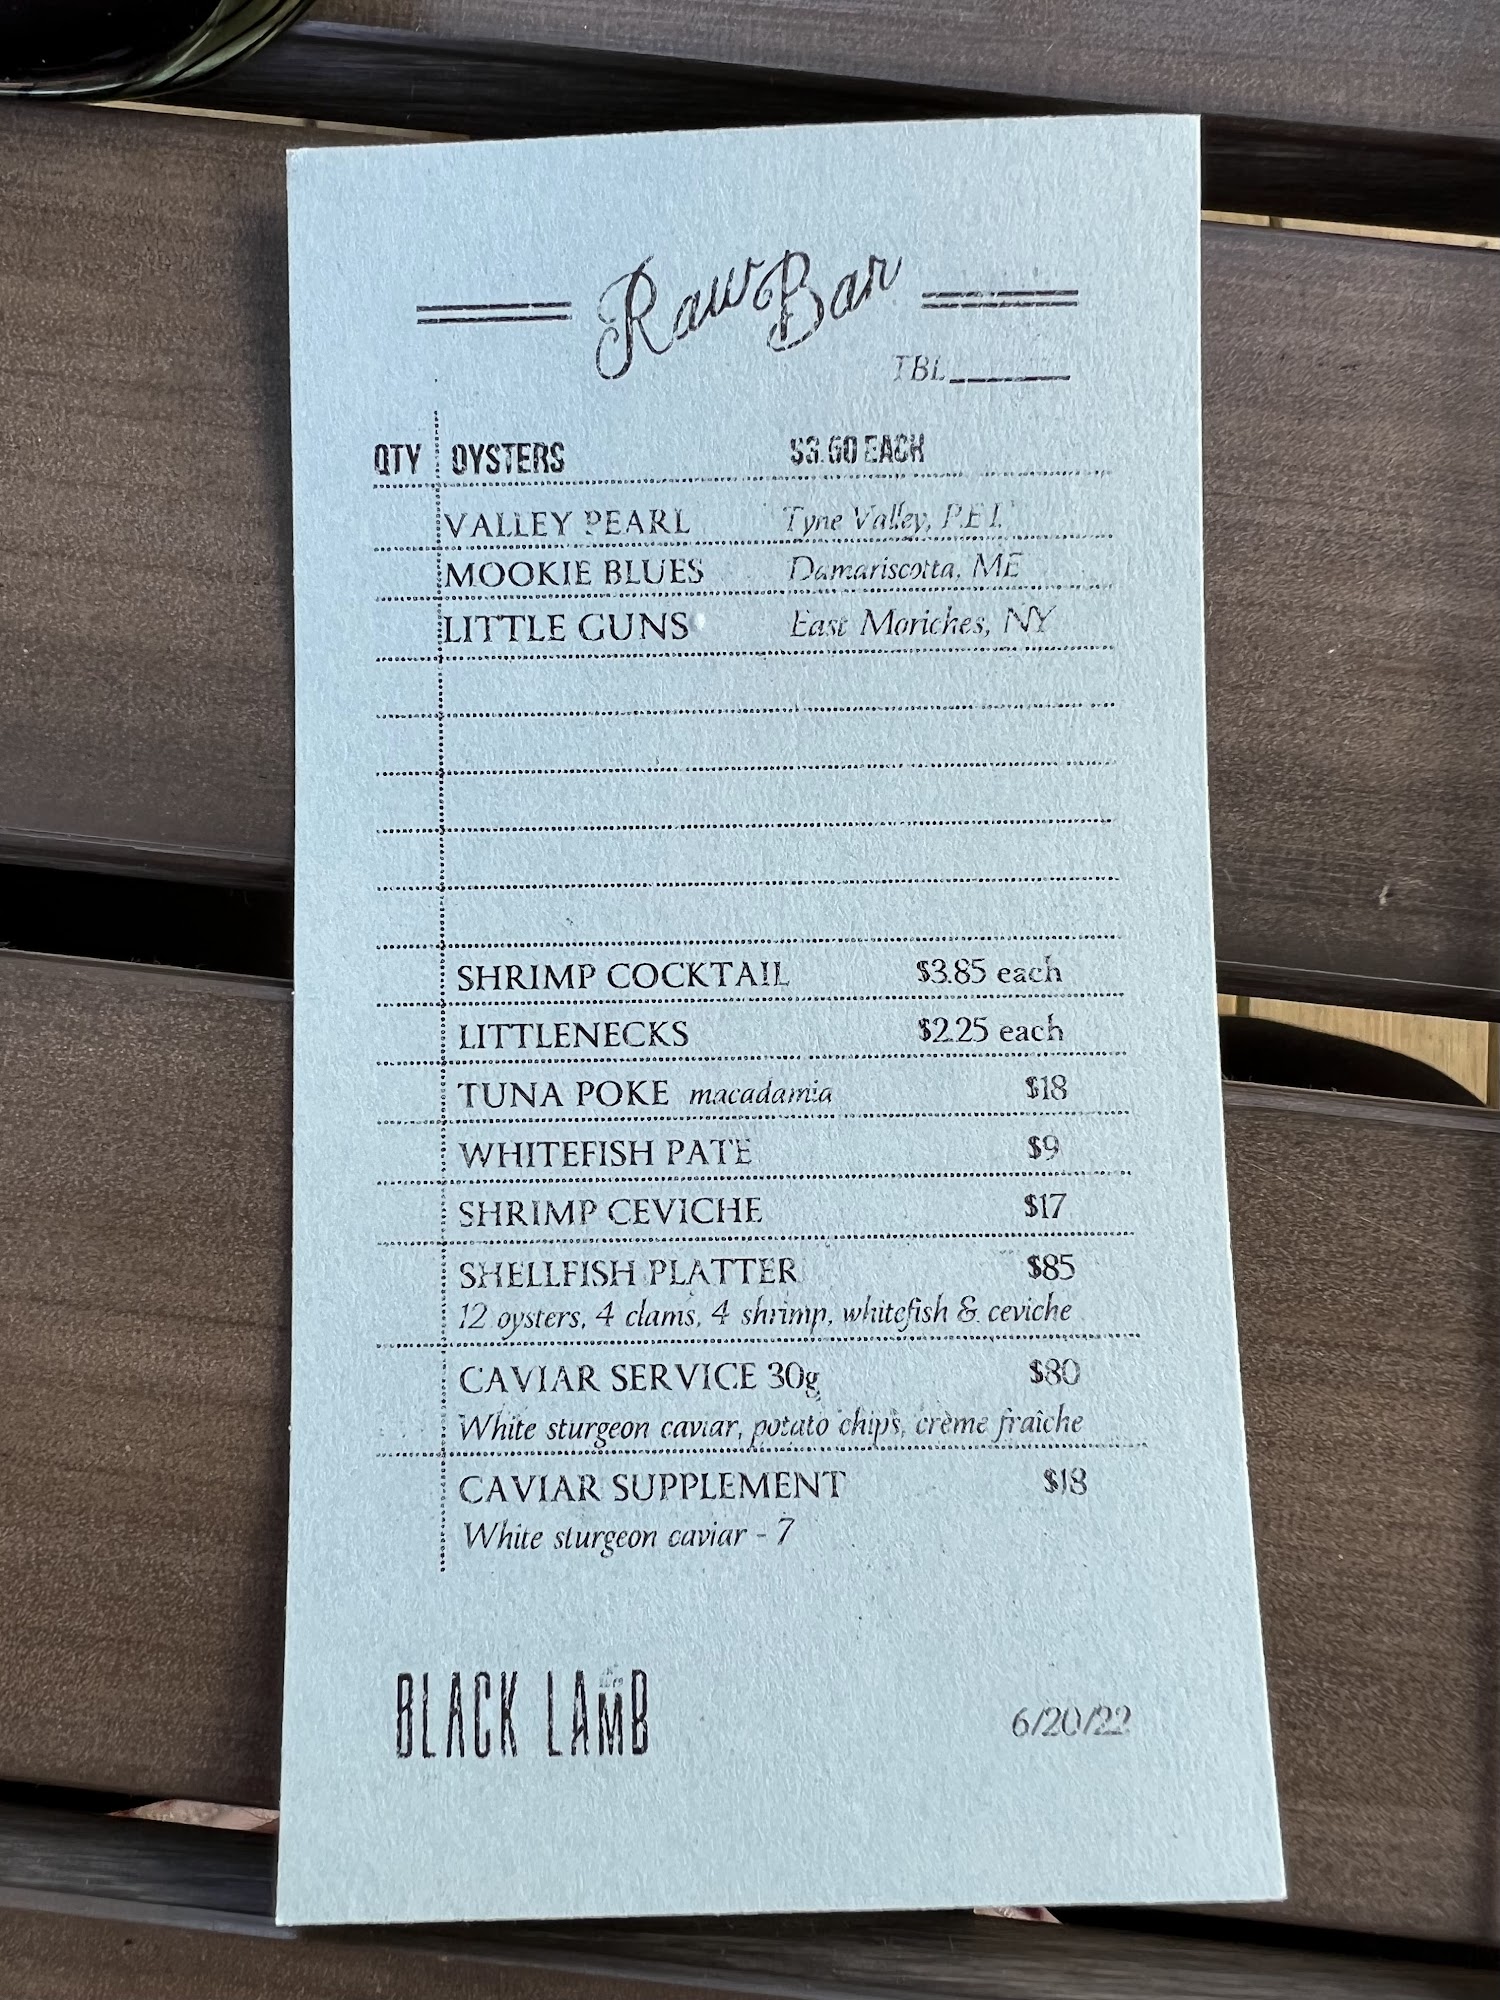 Raw Bar
TBL
QTY OYSTERS $3.60 EACH
VALLEY PEARL Tyne Valley, P.E.I.
MOOKIE BLUES Damariscotta, ME
LITTLE GUNS East Moriches, NY
SHRIMP COCKTAIL $3.85 each
LITTLENECKS $2.25 each
TUNA POKE macadamia $18
WHITEFISH PATE $9
SHRIMP CEVICHE $17
SHELLFISH PLATTER $85
12 oysters, 4 clams, 4 shrimp, whitefish & ceviche
CAVIAR SERVICE 30g $80
White sturgeon caviar, potato chips, crème fraîche
CAVIAR SUPPLEMENT $18
White sturgeon caviar - 7
BLACK LAMB 6/20/22